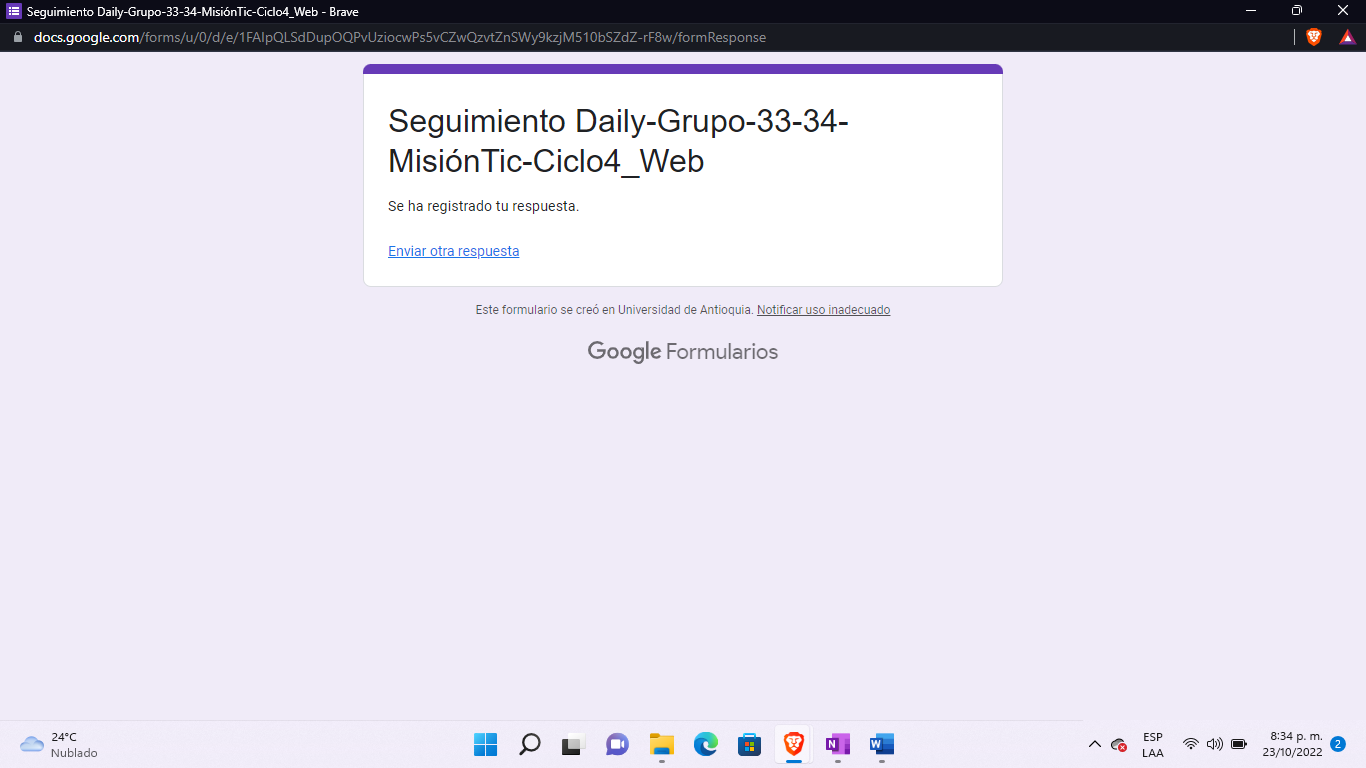 Seguimiento Daily-Grupo-33-34-MisiónTic-Ciclo4_Web - Brave
docs.google.com/forms/u/0/d/e/1FAIpQLSdDupOQPvUziocwPs5vCZwQzvtZnSWy9kzjM510bSZdZ-rF8w/formResponse
Seguimiento Daily-Grupo-33-34-
MisiónTic-Ciclo4_Web
Se ha registrado tu respuesta.
Enviar otra respuesta
Este formulario se creó en Universidad de Antioquia. Notificar uso inadecuado
Google Formularios
24°C
Nublado
ESP
LAA
8:34 p. m.
23/10/2022
2